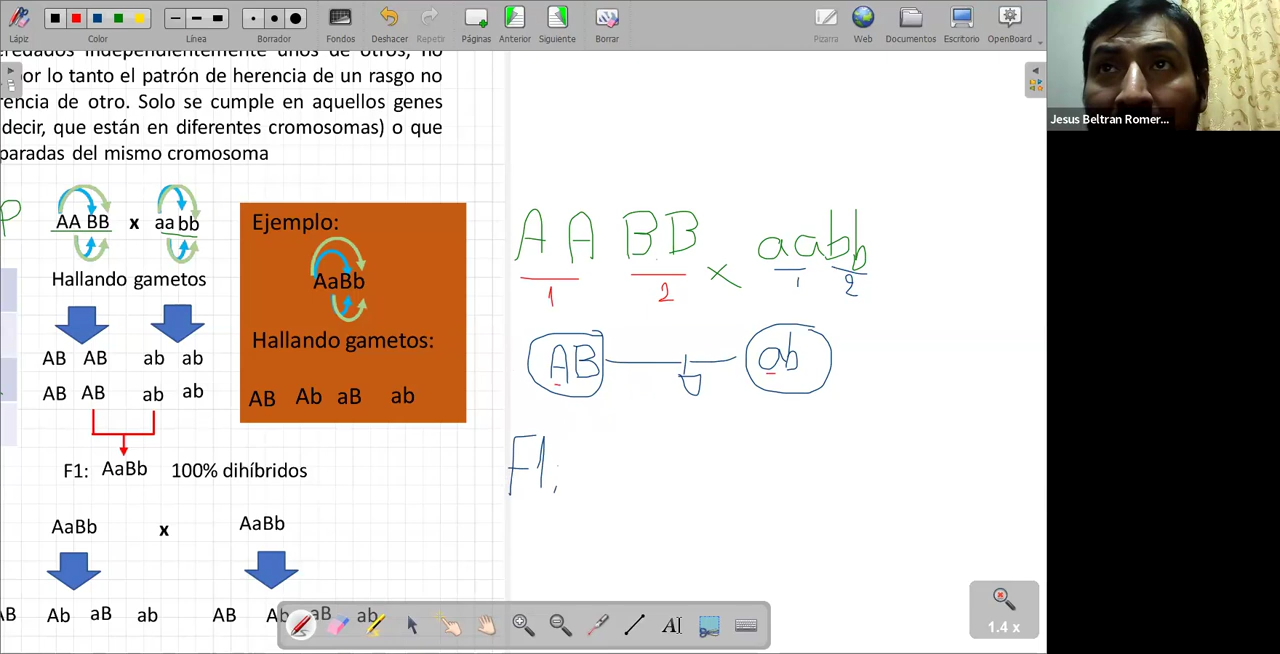 Lápiz Color Línea Borrador Fondos Deshacer Repetir Páginas Anterior Siguiente Borrar Pizarra Web Documentos Escritorio OpenBoard
eredados independientemente unos de otros, no
or lo tanto el patrón de herencia de un rasgo no
rencia de otro. Solo se cumple en aquellos genes
decir, que están en diferentes cromosomas) o que
paradas del mismo cromosoma
P AA BB x aa bb
Hallando gametos
AB AB ab ab
AB AB ab ab
F1: AaBb 100% dihíbridos
AaBb x AaBb
AB Ab aB ab AB Ab aB ab
Ejemplo:
AaBb
Hallando gametos:
AB Ab aB ab
AA BB x aabb
1 2 1 2
AB ab
F1:
Jesus Beltran Romer...
AI
1.4 x